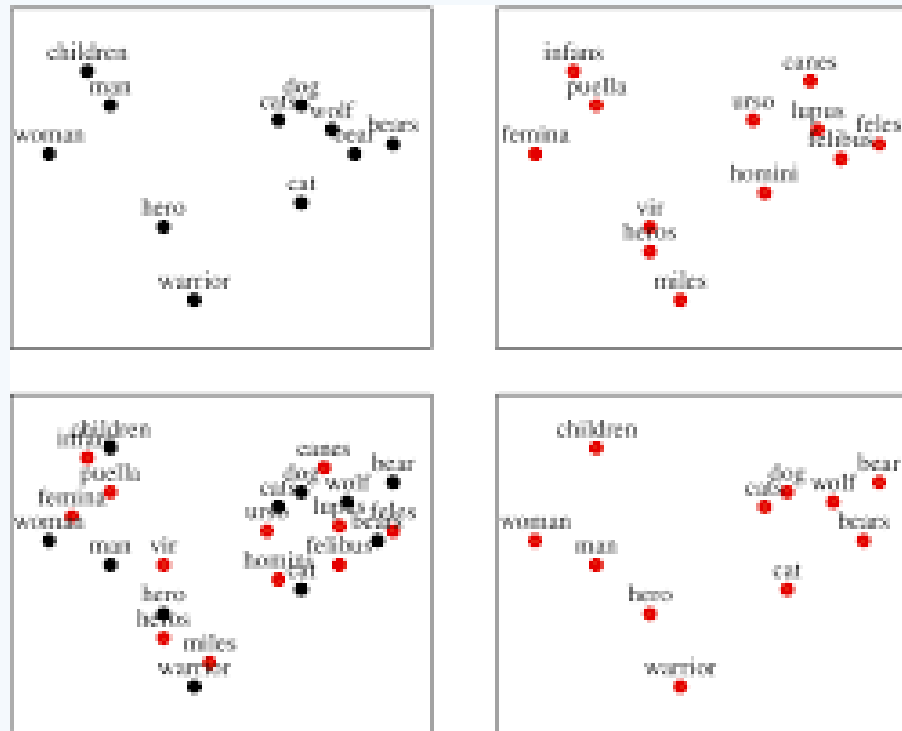 children
man
dog
cats
wolf
bear
bears
woman
cat
hero
warrior
infans
puella
canes
urso
lupus
feles
felibus
femina
homini
vir
heros
miles
children
infans
puella
canes
bear
dog
cats
wolf
femina
urso
lupus
feles
bears
woman
man
vir
homini
felibus
cat
hero
heros
miles
warrior
children
bear
dog
cats
wolf
woman
bears
man
cat
hero
warrior